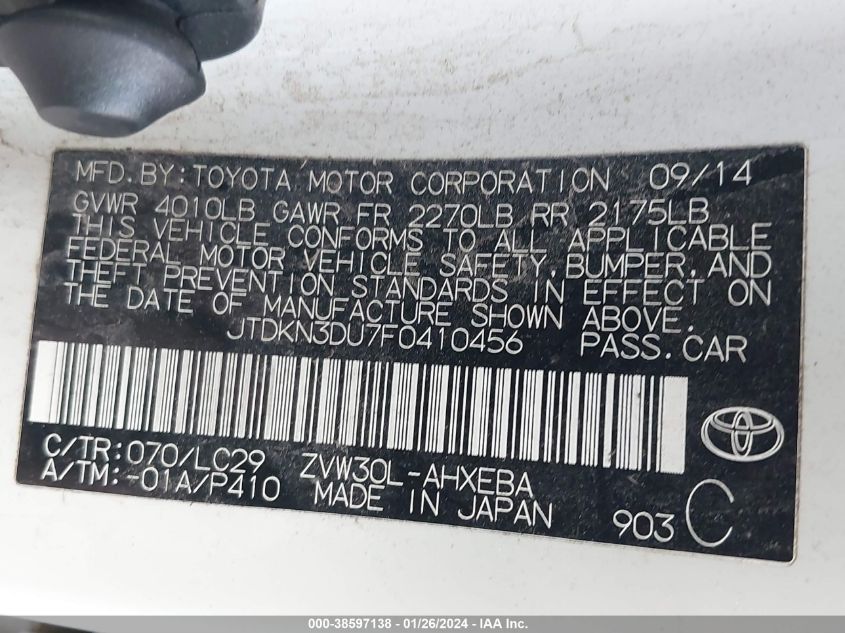 MFD. BY: TOYOTA MOTOR CORPORATION 09/14
GVWR 4010LB GAWR FR 2270LB RR 2175LB
THIS VEHICLE CONFORMS TO ALL APPLICABLE
FEDERAL MOTOR VEHICLE SAFETY, BUMPER, AND
THEFT PREVENTION STANDARDS IN EFFECT ON
THE DATE OF MANUFACTURE SHOWN ABOVE.
JTDKN3DU7F0410456 PASS. CAR
C/TR: 070/LC29 ZVW30L-AHXEBA
A/TM: -01A/P410 MADE IN JAPAN 903 C
000-38597138 - 01/26/2024 - IAA Inc.